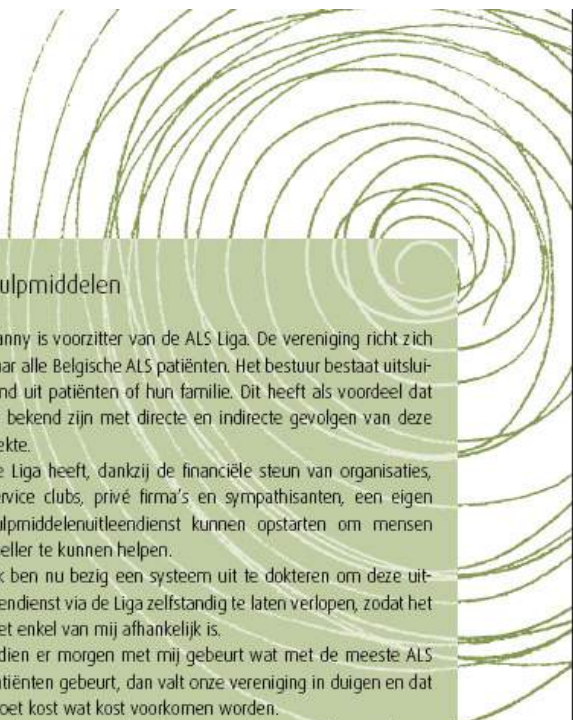 ulpmiddelen
anny is voorzitter van de ALS Liga. De vereniging richt zich
ar alle Belgische ALS patiënten. Het bestuur bestaat uitslui-
nd uit patiënten of hun familie. Dit heeft als voordeel dat
bekend zijn met directe en indirecte gevolgen van deze
ekte.
e Liga heeft, dankzij de financiële steun van organisaties,
ervice clubs, privé firma's en sympathisanten, een eigen
ulpmiddelenuitleendienst kunnen opstarten om mensen
eller te kunnen helpen.
k ben nu bezig een systeem uit te dokteren om deze uit-
endienst via de Liga zelfstandig te laten verlopen, zodat het
et enkel van mij afhankelijk is.
dien er morgen met mij gebeurt wat met de meeste ALS
tiënten gebeurt, dan valt onze vereniging in duigen en dat
oet kost wat kost voorkomen worden.